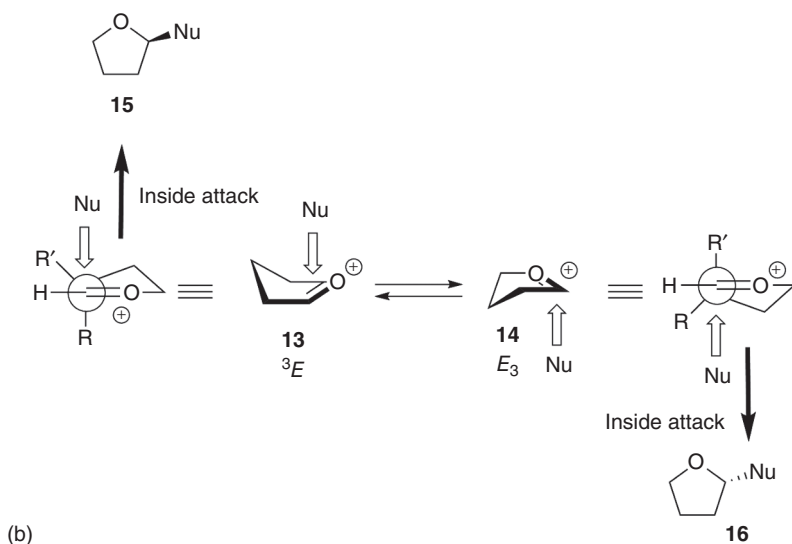 O
Nu
15
Inside attack
Nu
R′
H
O
⊕
R
≡
Nu
O
⊕
13
³E
O
⊕
14
E₃
Nu
≡
R′
H
O
⊕
R
Nu
Inside attack
O
Nu
16
(b)